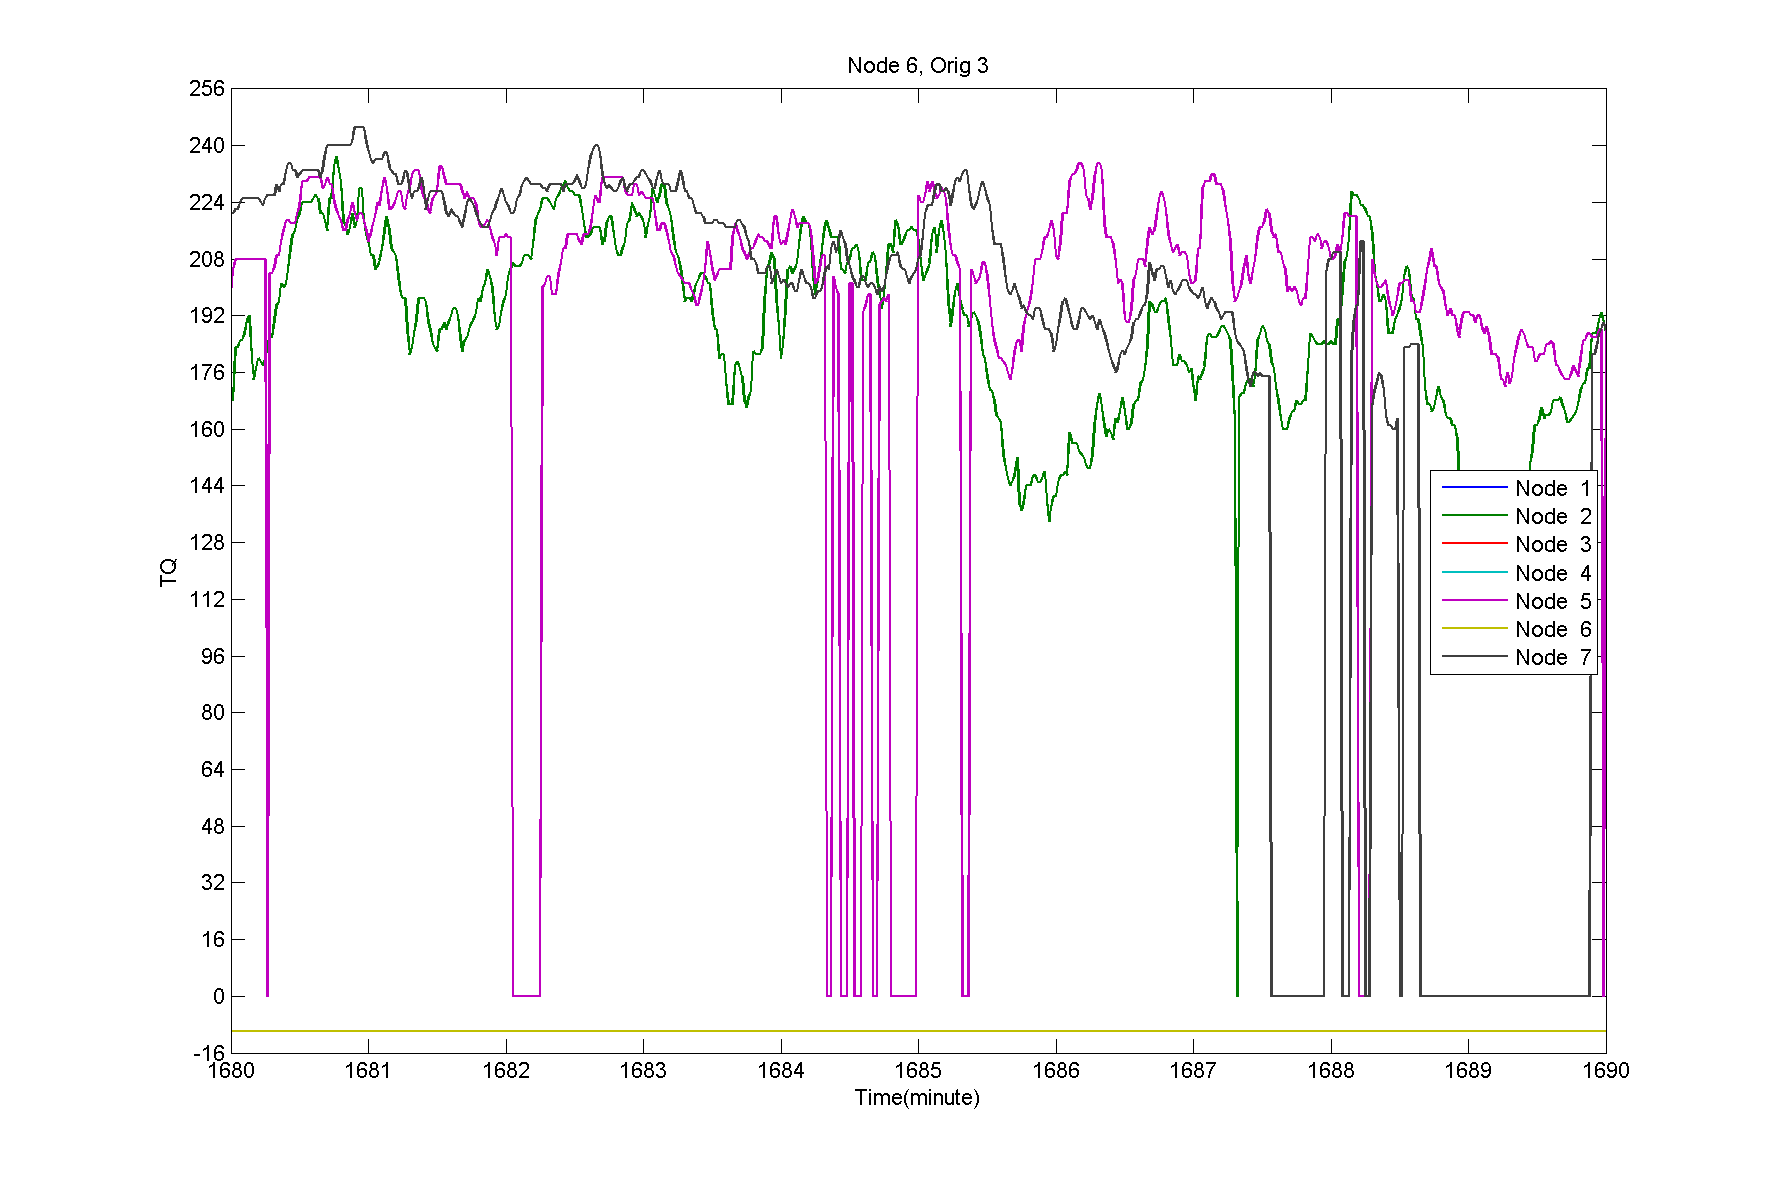 Node 6, Orig 3
256
240
224
208
192
176
160
144
128
112
96
80
64
48
32
16
0
-16
TQ
Node 1
Node 2
Node 3
Node 4
Node 5
Node 6
Node 7
1680 1681 1682 1683 1684 1685 1686 1687 1688 1689 1690
Time(minute)